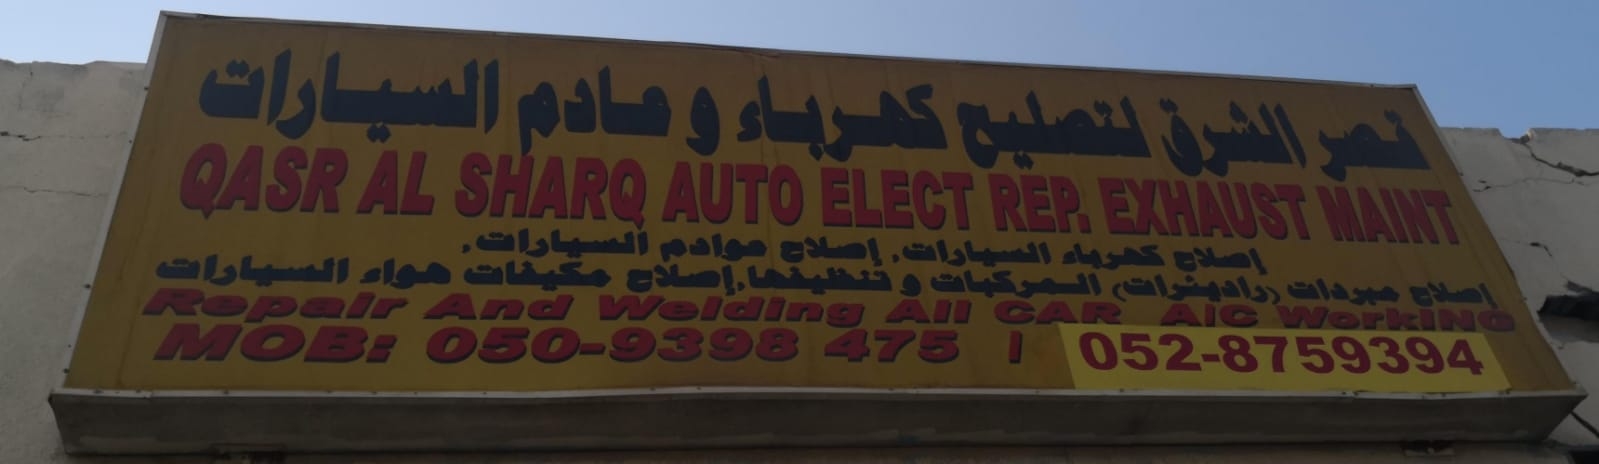 قصر الشرق لتصليح كهرباء و عادم السيارات
QASR AL SHARQ AUTO ELECT REP. EXHAUST MAINT
إصلاح كهرباء السيارات, إصلاح عوادم السيارات,
إصلاح مبردات (راديترات) المركبات و تنظيفها, إصلاح مكيفات هواء السيارات
Repair And Welding All CAR A/C WorkING
MOB: 050-9398 475 | 052-8759394